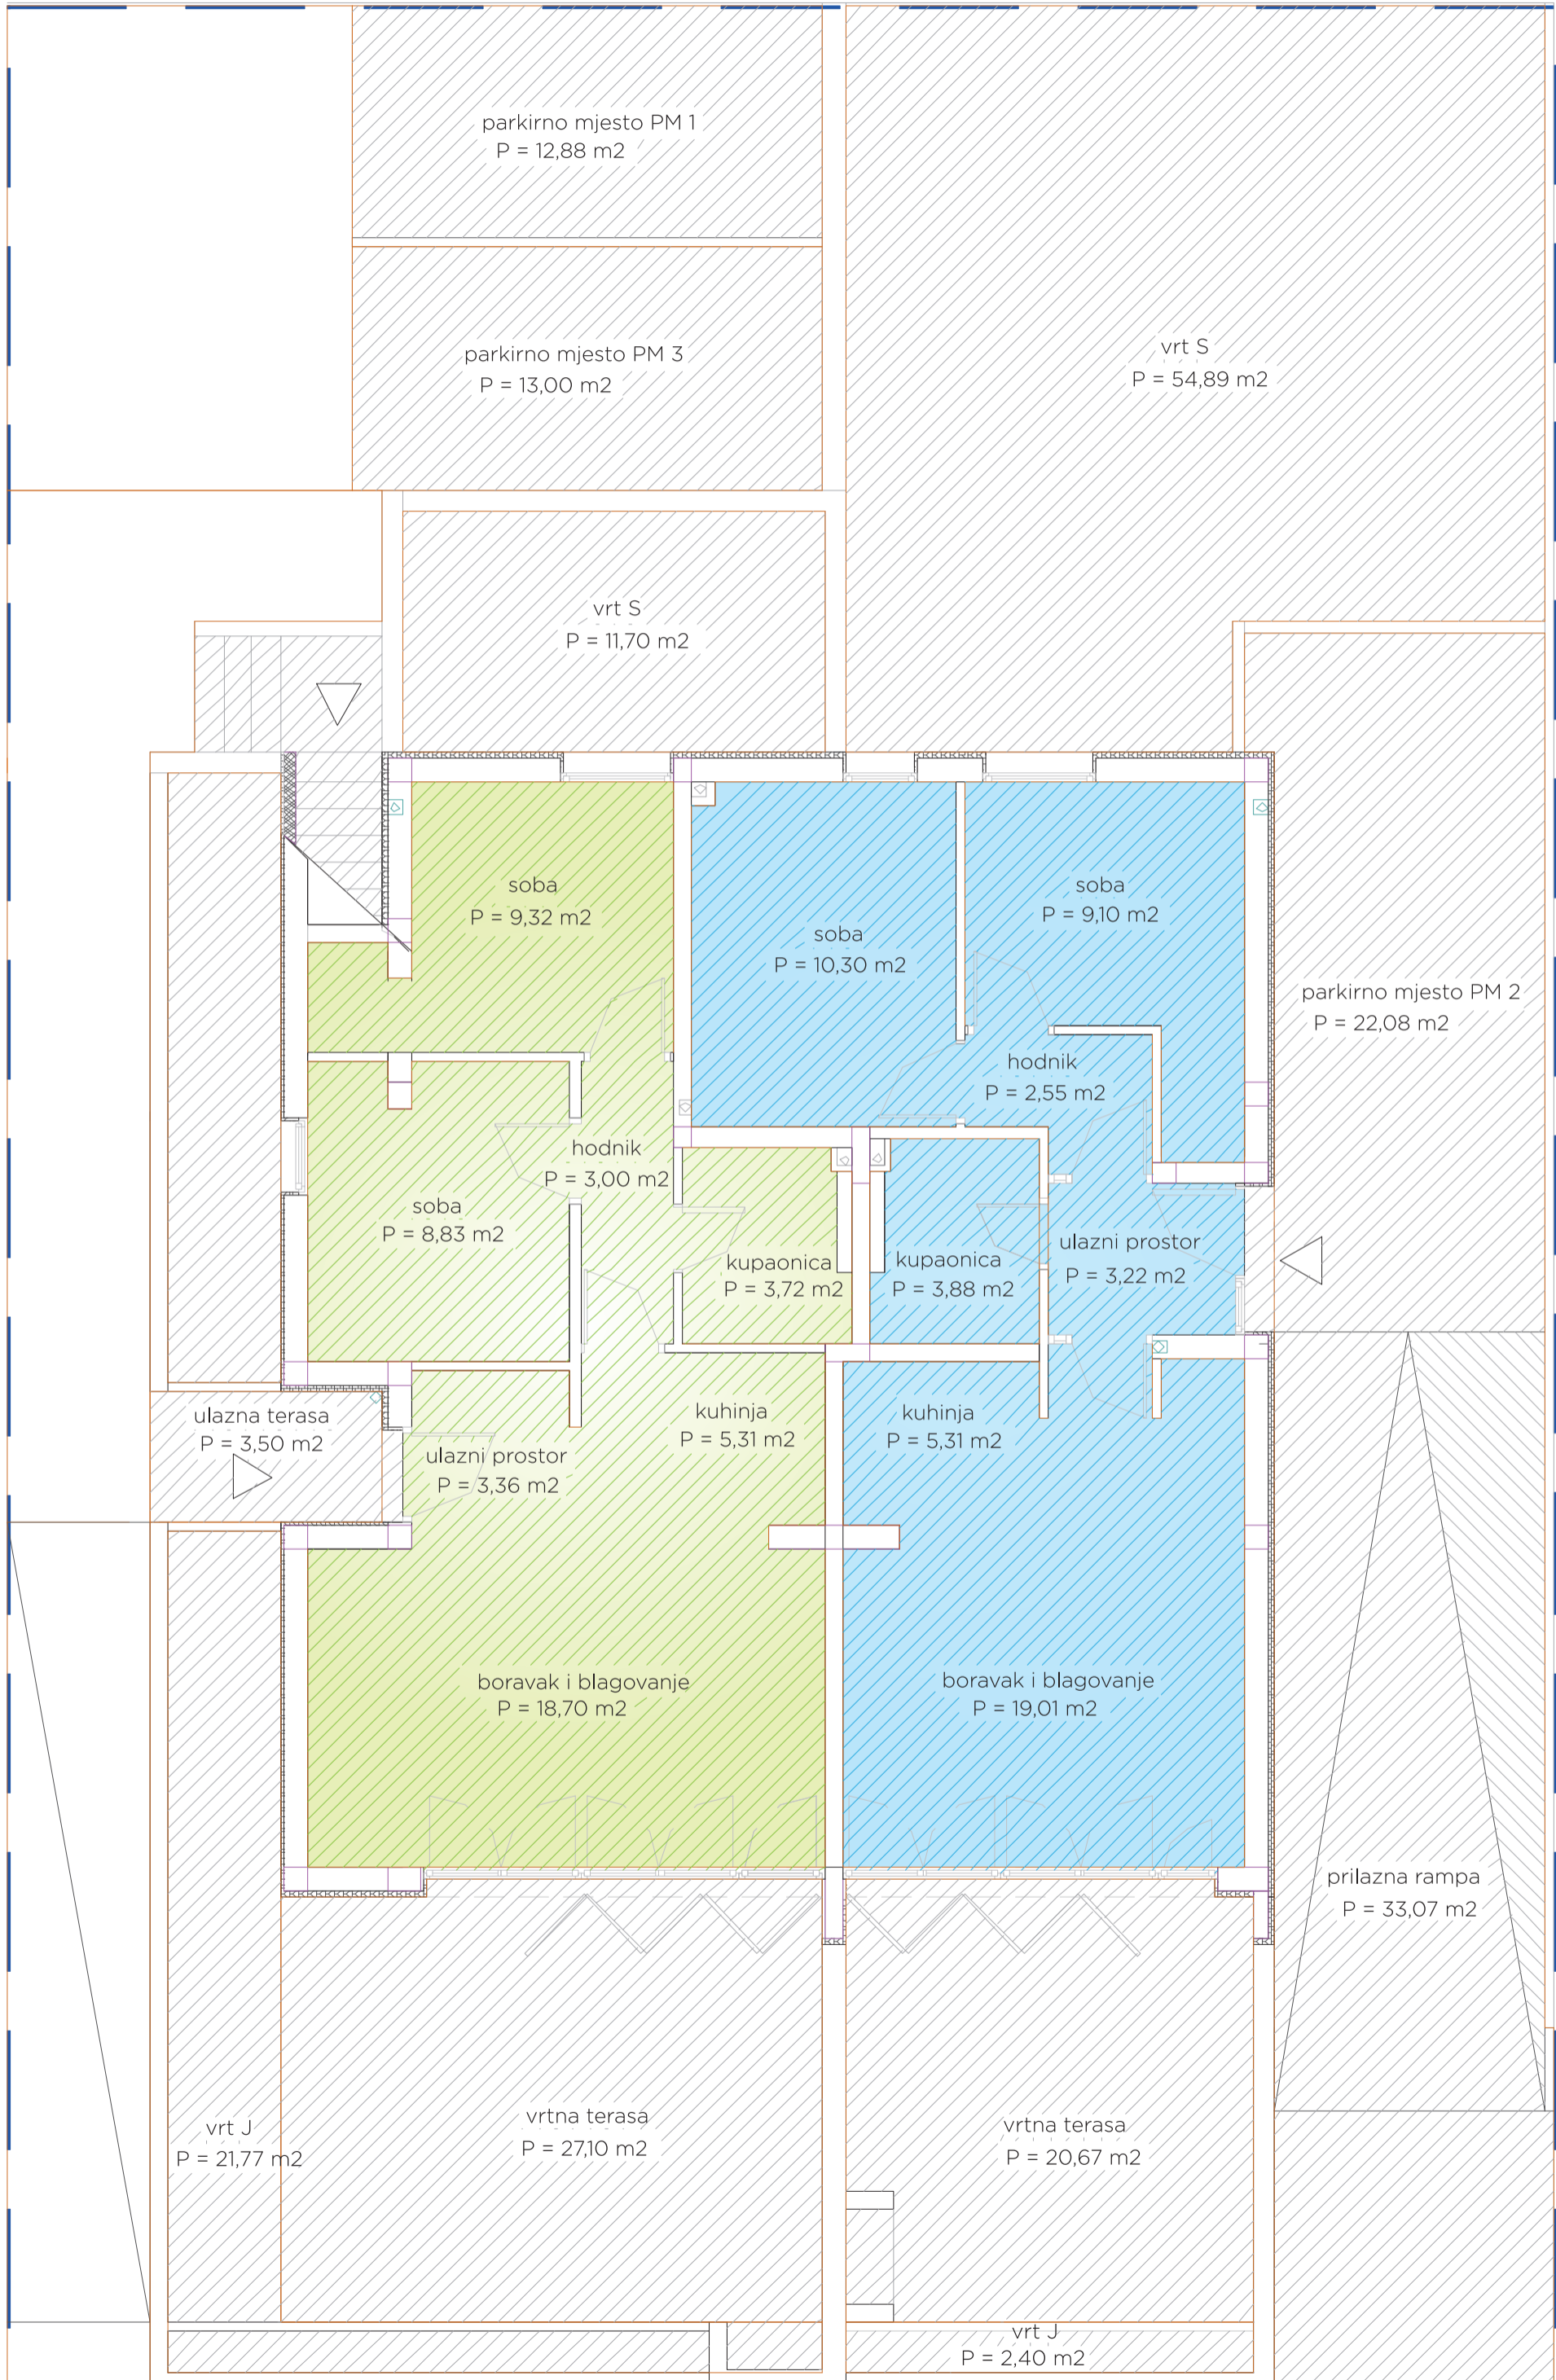 parkirno mjesto PM 1
P = 12,88 m2
parkirno mjesto PM 3
P = 13,00 m2
vrt S
P = 54,89 m2
vrt S
P = 11,70 m2
soba
P = 9,32 m2
soba
P = 10,30 m2
soba
P = 9,10 m2
parkirno mjesto PM 2
P = 22,08 m2
hodnik
P = 2,55 m2
hodnik
P = 3,00 m2
soba
P = 8,83 m2
kupaonica
P = 3,72 m2
kupaonica
P = 3,88 m2
ulazni prostor
P = 3,22 m2
ulazna terasa
P = 3,50 m2
ulazni prostor
P = 3,36 m2
kuhinja
P = 5,31 m2
kuhinja
P = 5,31 m2
boravak i blagovanje
P = 18,70 m2
boravak i blagovanje
P = 19,01 m2
prilazna rampa
P = 33,07 m2
vrt J
P = 21,77 m2
vrtna terasa
P = 27,10 m2
vrtna terasa
P = 20,67 m2
vrt J
P = 2,40 m2